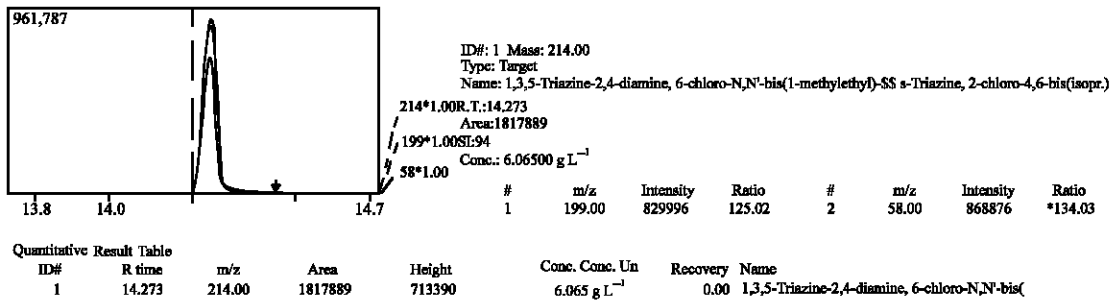 961,787
ID#: 1 Mass: 214.00
Type: Target
Name: 1,3,5-Triazine-2,4-diamine, 6-chloro-N,N'-bis(1-methylethyl)-$$ s-Triazine, 2-chloro-4,6-bis(isopr.)
214*1.00R.T.:14.273
Area:1817889
199*1.00SI:94
Conc.: 6.06500 g L⁻¹
58*1.00
13.8 14.0 14.7
# m/z Intensity Ratio # m/z Intensity Ratio
1 199.00 829996 125.02 2 58.00 868876 *134.03
Quantitative Result Table
ID# R time m/z Area Height Conc. Conc. Un Recovery Name
1 14.273 214.00 1817889 713390 6.065 g L⁻¹ 0.00 1,3,5-Triazine-2,4-diamine, 6-chloro-N,N'-bis(